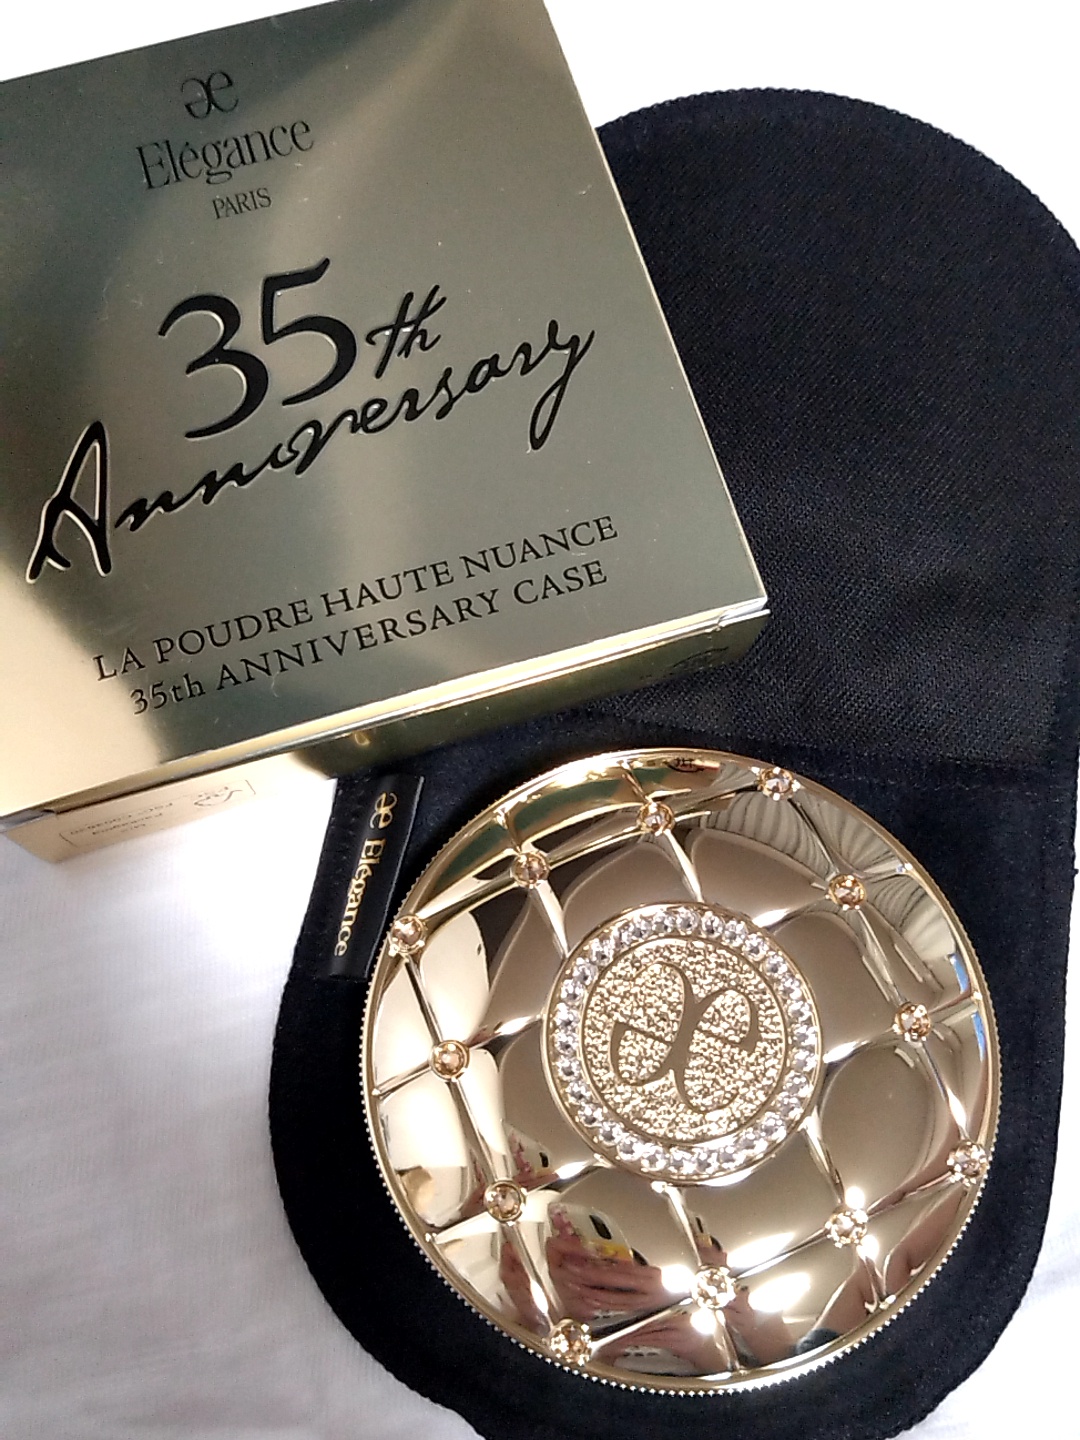 æ
Elégance
PARIS
35th
Anniversary
LA POUDRE HAUTE NUANCE
35th ANNIVERSARY CASE
æ Elégance
æ